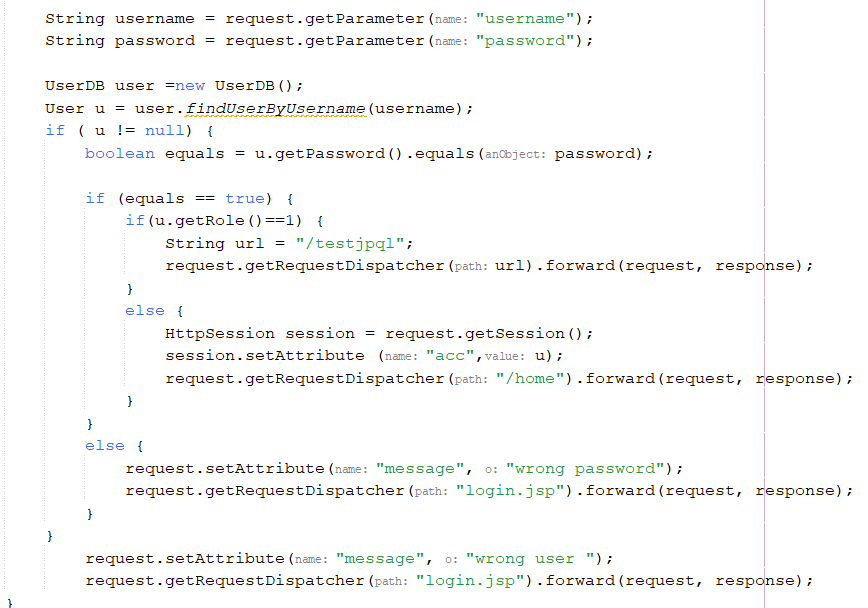 String username = request.getParameter(name: "username");
String password = request.getParameter(name: "password");
UserDB user =new UserDB();
User u = user.findUserByUsername(username);
if ( u != null) {
boolean equals = u.getPassword().equals(anObject: password);
if (equals == true) {
if(u.getRole()==1) {
String url = "/testjpql";
request.getRequestDispatcher(path: url).forward(request, response);
}
else {
HttpSession session = request.getSession();
session.setAttribute (name: "acc",value: u);
request.getRequestDispatcher(path: "/home").forward(request, response);
}
}
else {
request.setAttribute(name: "message", o: "wrong password");
request.getRequestDispatcher(path: "login.jsp").forward(request, response);
}
}
request.setAttribute(name: "message", o: "wrong user ");
request.getRequestDispatcher(path: "login.jsp").forward(request, response);
}